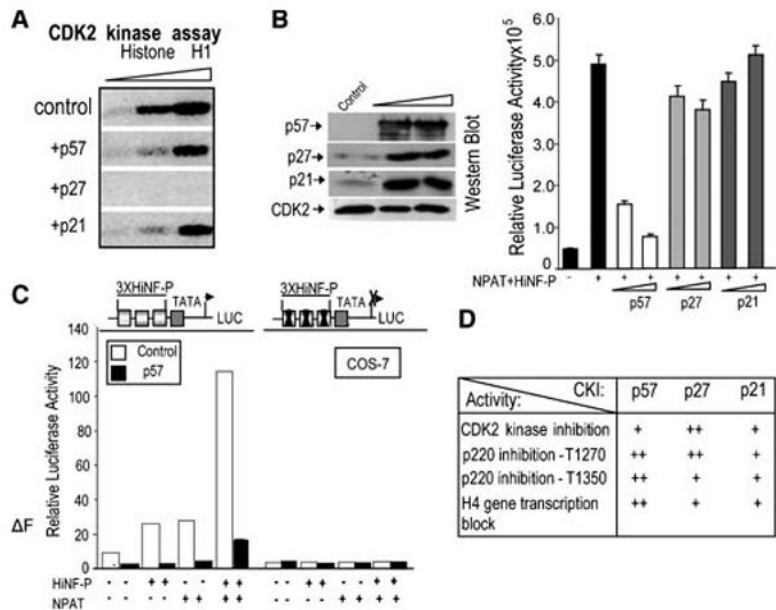 A
CDK2 kinase assay
Histone H1
control
+p57
+p27
+p21
B
Control
p57
p27
p21
CDK2
Western Blot
Relative Luciferase Activityx10⁵
6.0
5.0
4.0
3.0
2.0
1.0
NPAT+HiNF-P - + + + + + + +
p57 p27 p21
C
3XHiNF-P
TATA
LUC
3XHiNF-P
TATA
LUC
Control
p57
COS-7
Relative Luciferase Activity
140
120
100
80
60
40
20
0
ΔF
HiNF-P - - + + - - + + - - + + - - + +
NPAT - - - - + + + + - - - - + + + +
D
Activity: CKI: p57 p27 p21
CDK2 kinase inhibition + ++ +
p220 inhibition - T1270 ++ ++ +
p220 inhibition - T1350 ++ + +
H4 gene transcription ++ + +
block